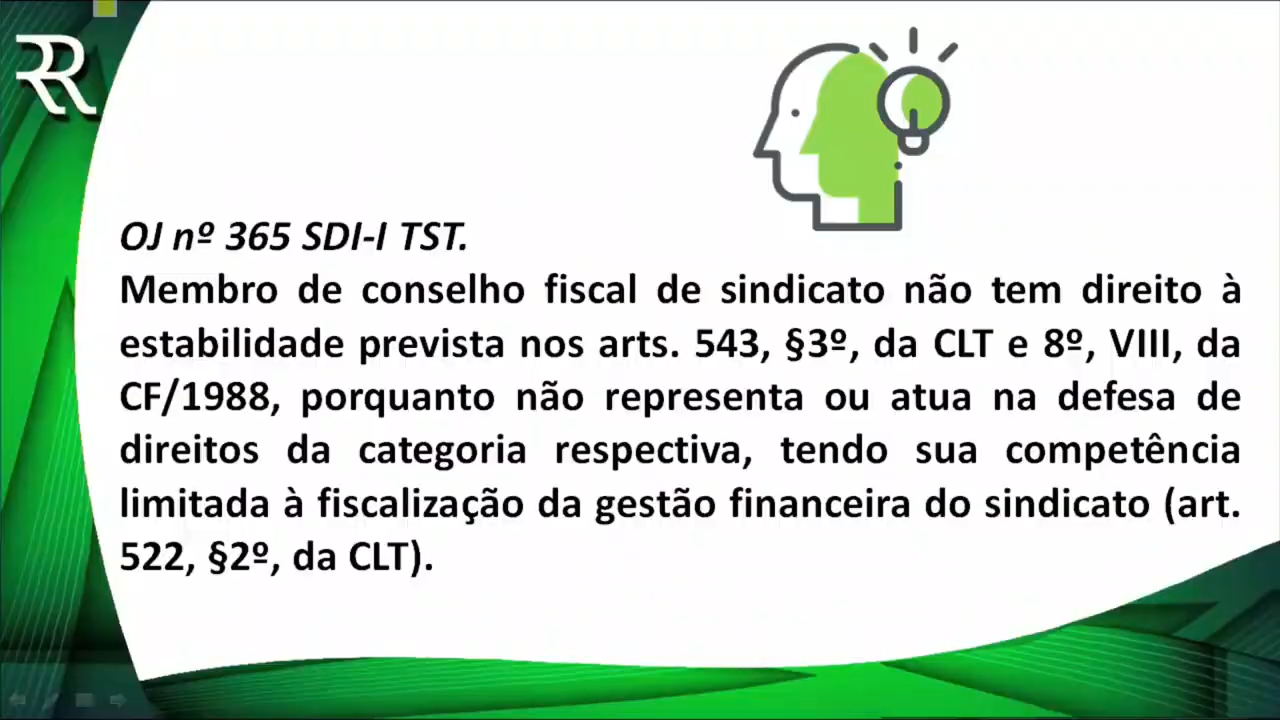 RR
OJ nº 365 SDI-I TST.
Membro de conselho fiscal de sindicato não tem direito à
estabilidade prevista nos arts. 543, §3º, da CLT e 8º, VIII, da
CF/1988, porquanto não representa ou atua na defesa de
direitos da categoria respectiva, tendo sua competência
limitada à fiscalização da gestão financeira do sindicato (art.
522, §2º, da CLT).